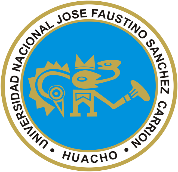 UNIVERSIDAD NACIONAL JOSE FAUSTINO SANCHEZ CARRION
• HUACHO •